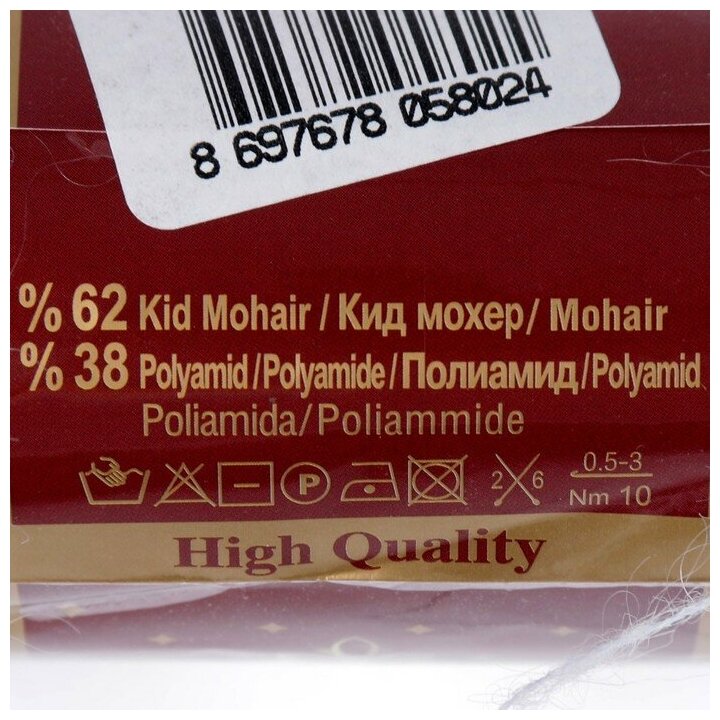 8 697678 058024
% 62 Kid Mohair / Кид мохер / Mohair
% 38 Polyamid/Polyamide/Полиамид/Polyamid
Poliamida/Poliammide
P 2 6 0.5-3
Nm 10
High Quality